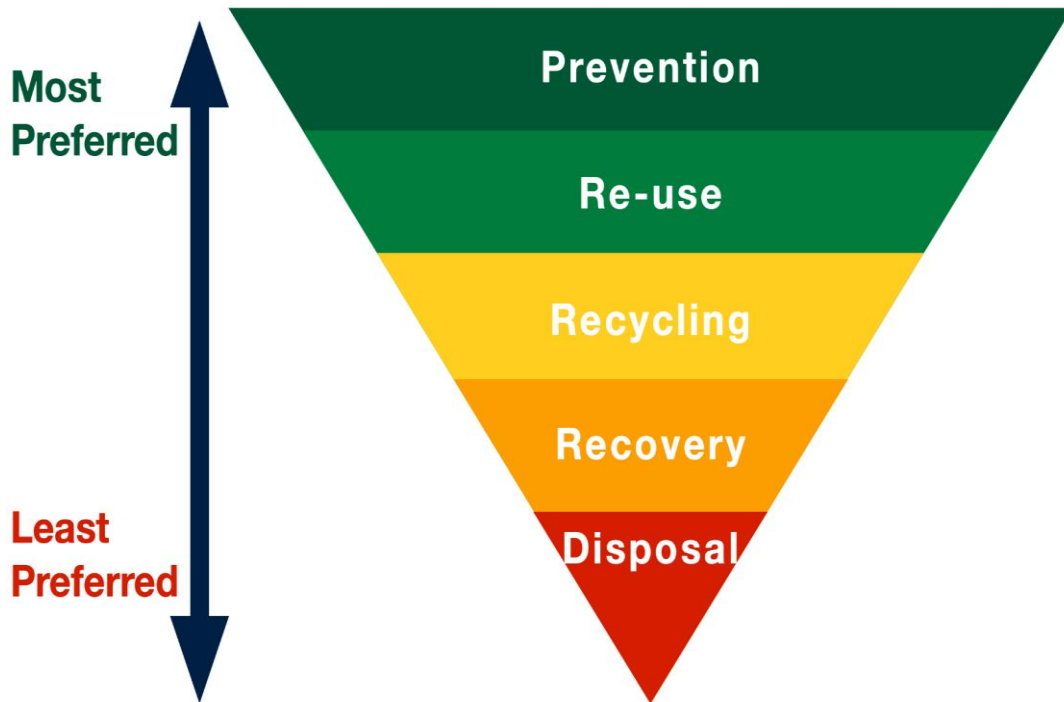 Most
Preferred
Prevention
Re-use
Recycling
Recovery
Disposal
Least
Preferred